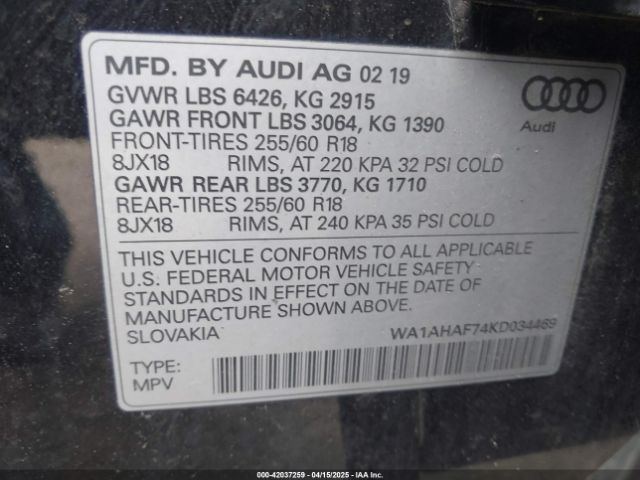 MFD. BY AUDI AG 02 19
GVWR LBS 6426, KG 2915
GAWR FRONT LBS 3064, KG 1390
FRONT-TIRES 255/60 R18
8JX18 RIMS, AT 220 KPA 32 PSI COLD
GAWR REAR LBS 3770, KG 1710
REAR-TIRES 255/60 R18
8JX18 RIMS, AT 240 KPA 35 PSI COLD
Audi
THIS VEHICLE CONFORMS TO ALL APPLICABLE
U.S. FEDERAL MOTOR VEHICLE SAFETY
STANDARDS IN EFFECT ON THE DATE OF
MANUFACTURE SHOWN ABOVE.
SLOVAKIA
WA1AHAF74KD034469
TYPE:
MPV
000-42037259 - 04/15/2025 - IAA Inc.